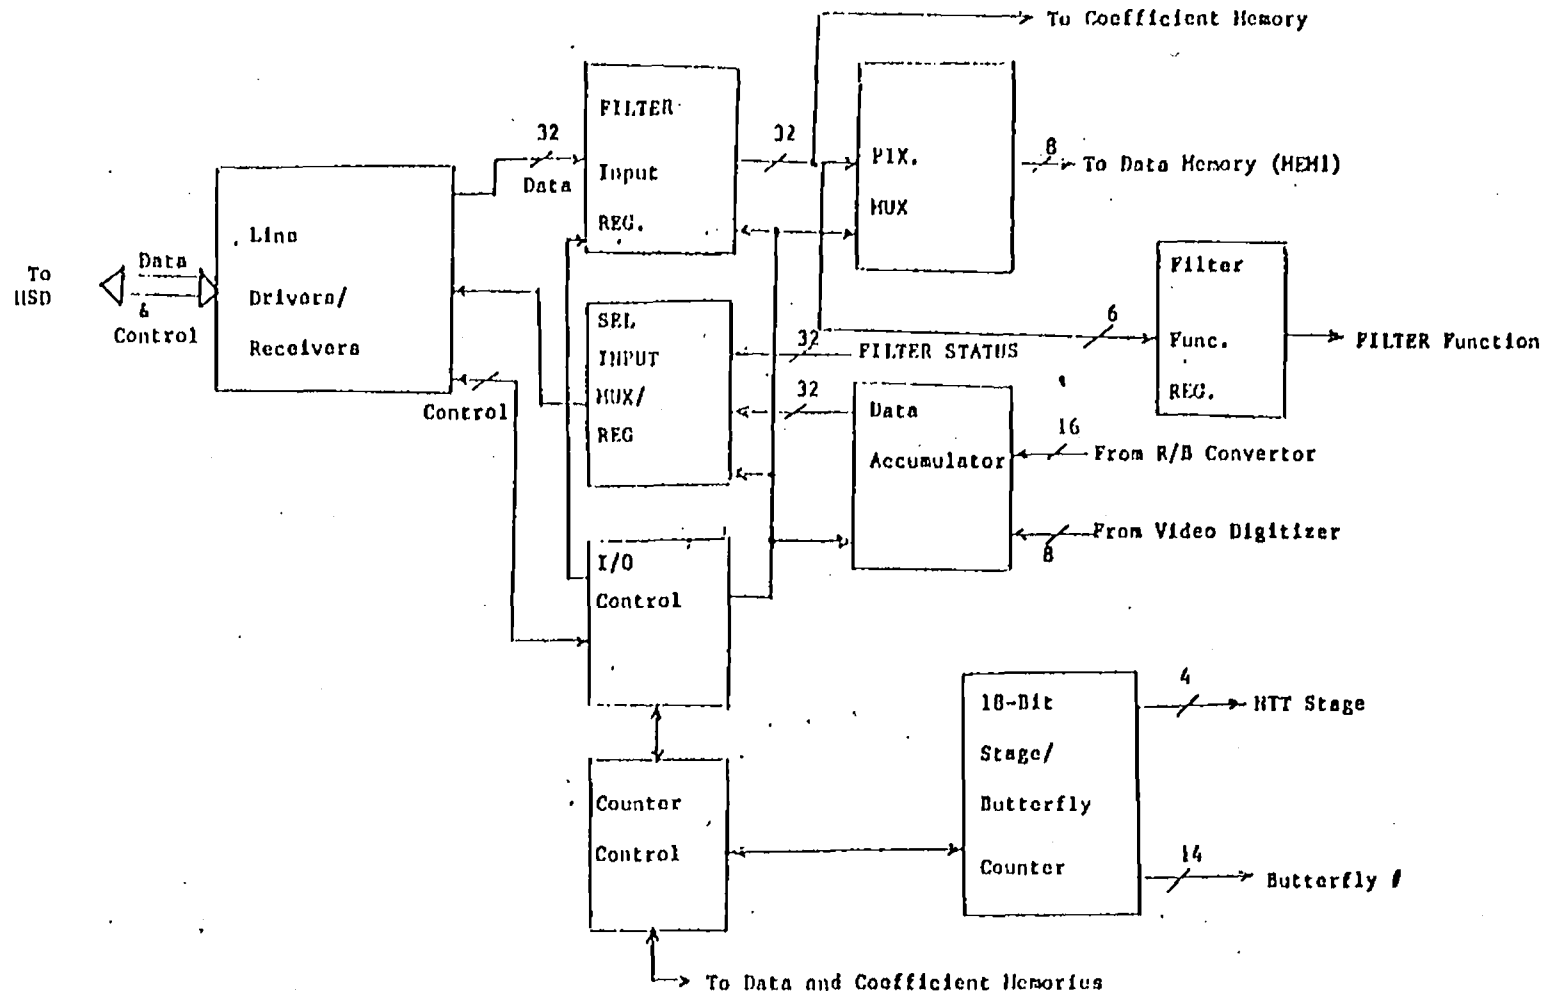 To Coefficient Memory
FILTER
Input
REG.
32
Data
32
PIX.
MUX
8
To Data Memory (MEM1)
Line
Drivers/
Receivers
To
HSD
Data
&
Control
Control
SEL
INPUT
MUX/
REG
32
FILTER STATUS
32
Data
Accumulator
6
Filter
Func.
REG.
FILTER Function
16
From R/B Convertor
8
From Video Digitizer
I/O
Control
Counter
Control
18-Bit
Stage/
Butterfly
Counter
4
NTT Stage
14
Butterfly #
To Data and Coefficient Memories